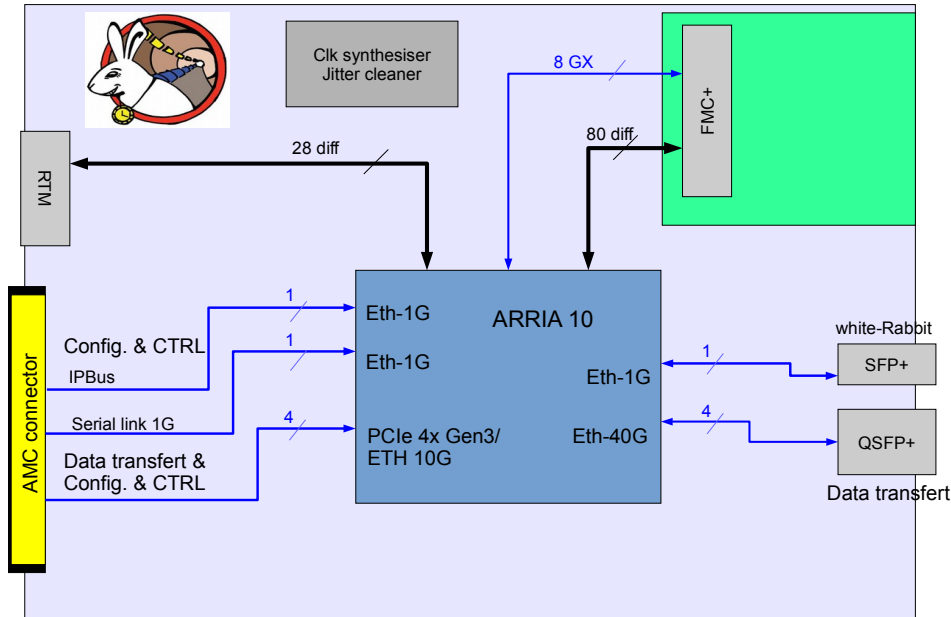 Clk synthesiser
Jitter cleaner
8 GX
FMC+
28 diff
80 diff
RTM
AMC connector
1
Eth-1G
ARRIA 10
Config. & CTRL
IPBus
1
Eth-1G
white-Rabbit
SFP+
1
Eth-1G
Serial link 1G
4
PCIe 4x Gen3/
ETH 10G
Eth-40G
4
QSFP+
Data transfert &
Config. & CTRL
Data transfert